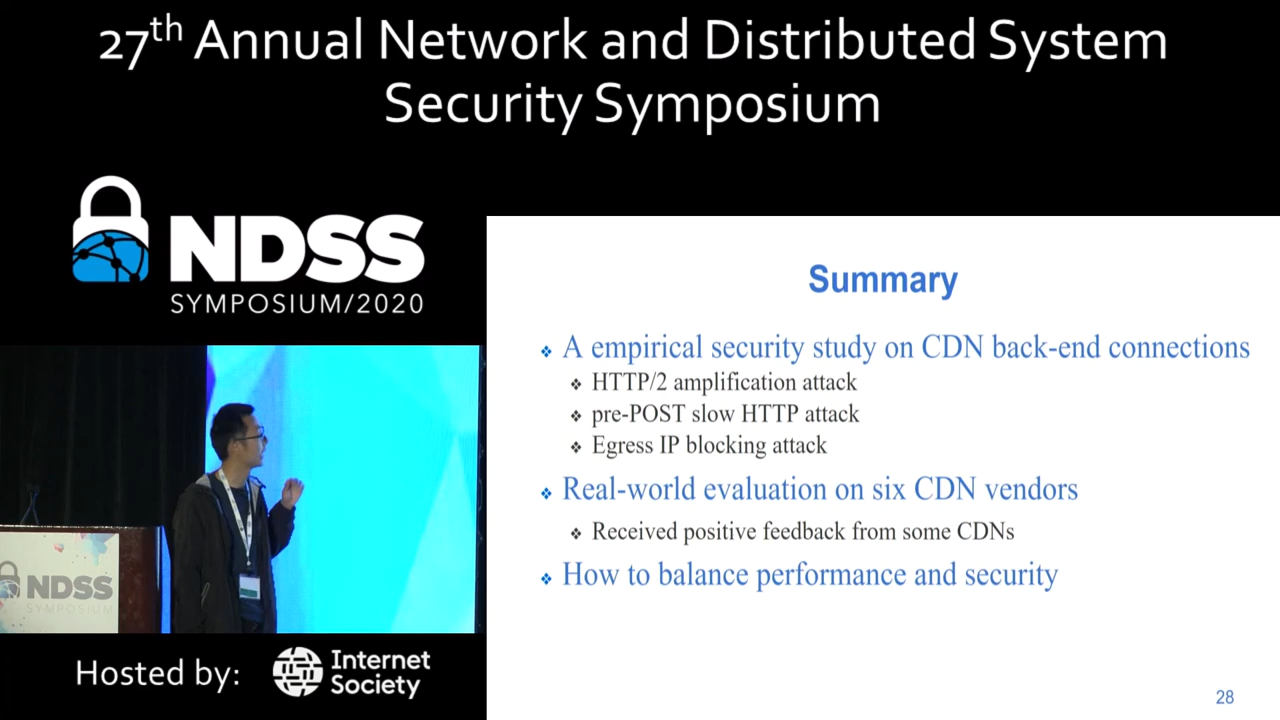 27th Annual Network and Distributed System
Security Symposium
NDSS
SYMPOSIUM/2020
Summary
❖ A empirical security study on CDN back-end connections
❖ HTTP/2 amplification attack
❖ pre-POST slow HTTP attack
❖ Egress IP blocking attack
❖ Real-world evaluation on six CDN vendors
❖ Received positive feedback from some CDNs
❖ How to balance performance and security
28
NDSS
SYMPOSIUM
Hosted by:
Internet
Society